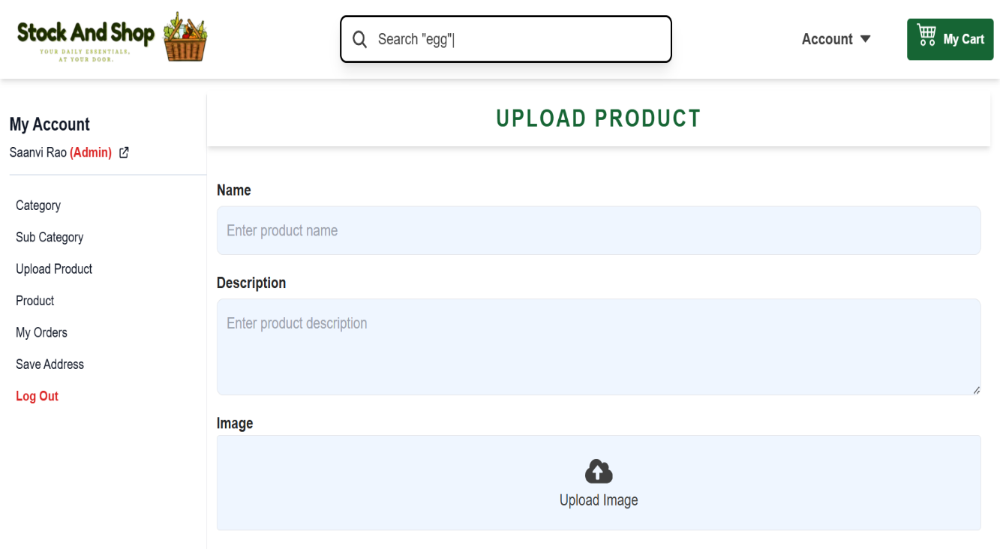 Stock And Shop
YOUR DAILY ESSENTIALS,
AT YOUR DOOR.
Search "egg"|
Account
My Cart
My Account
Saanvi Rao (Admin)
Category
Sub Category
Upload Product
Product
My Orders
Save Address
Log Out
UPLOAD PRODUCT
Name
Enter product name
Description
Enter product description
Image
Upload Image